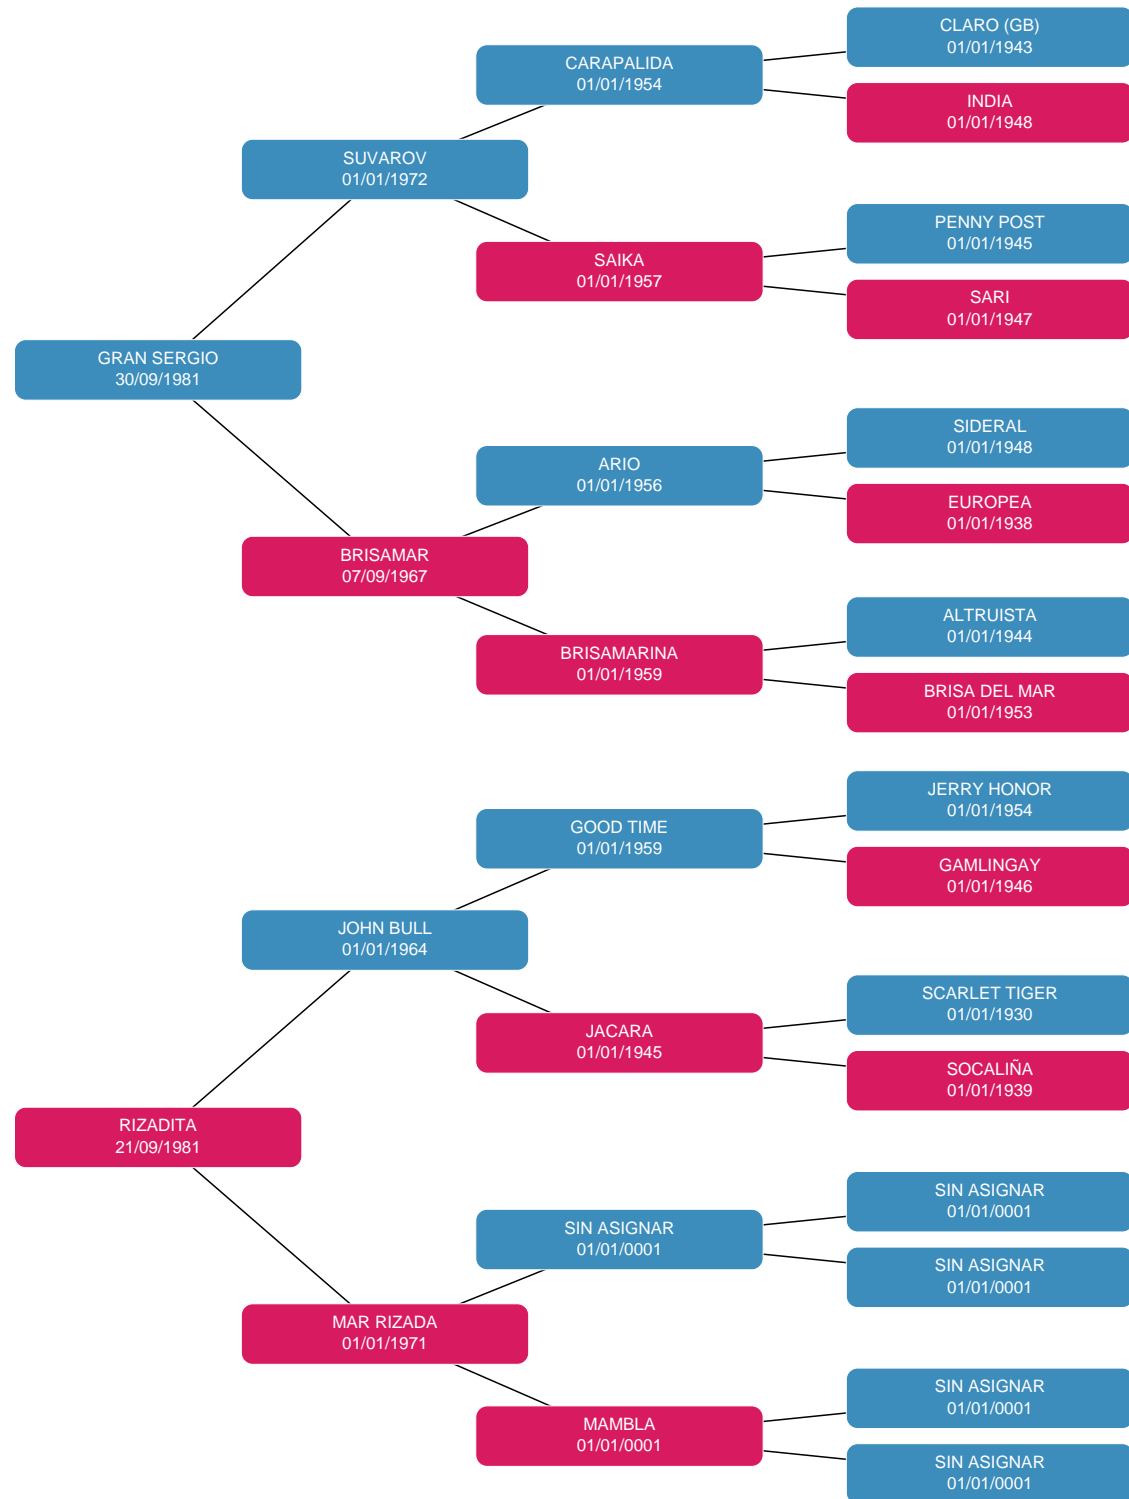 CLARO (GB)
01/01/1943
CARAPALIDA
01/01/1954
INDIA
01/01/1948
SUVAROV
01/01/1972
PENNY POST
01/01/1945
SAIKA
01/01/1957
SARI
01/01/1947
GRAN SERGIO
30/09/1981
SIDERAL
01/01/1948
ARIO
01/01/1956
EUROPEA
01/01/1938
BRISAMAR
07/09/1967
ALTRUISTA
01/01/1944
BRISAMARINA
01/01/1959
BRISA DEL MAR
01/01/1953
JERRY HONOR
01/01/1954
GOOD TIME
01/01/1959
GAMLINGAY
01/01/1946
JOHN BULL
01/01/1964
SCARLET TIGER
01/01/1930
JACARA
01/01/1945
SOCALIÑA
01/01/1939
RIZADITA
21/09/1981
SIN ASIGNAR
01/01/0001
SIN ASIGNAR
01/01/0001
SIN ASIGNAR
01/01/0001
MAR RIZADA
01/01/1971
SIN ASIGNAR
01/01/0001
MAMBLA
01/01/0001
SIN ASIGNAR
01/01/0001